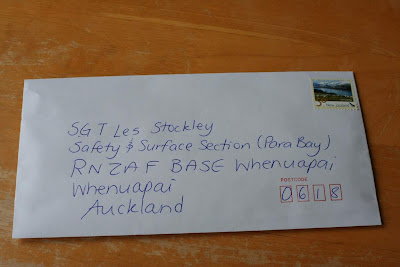 SGT Les Stockley
Safety & Surface Section (Para Bay)
RNZAF BASE Whenuapai
Whenuapai
Auckland
POSTCODE
0618